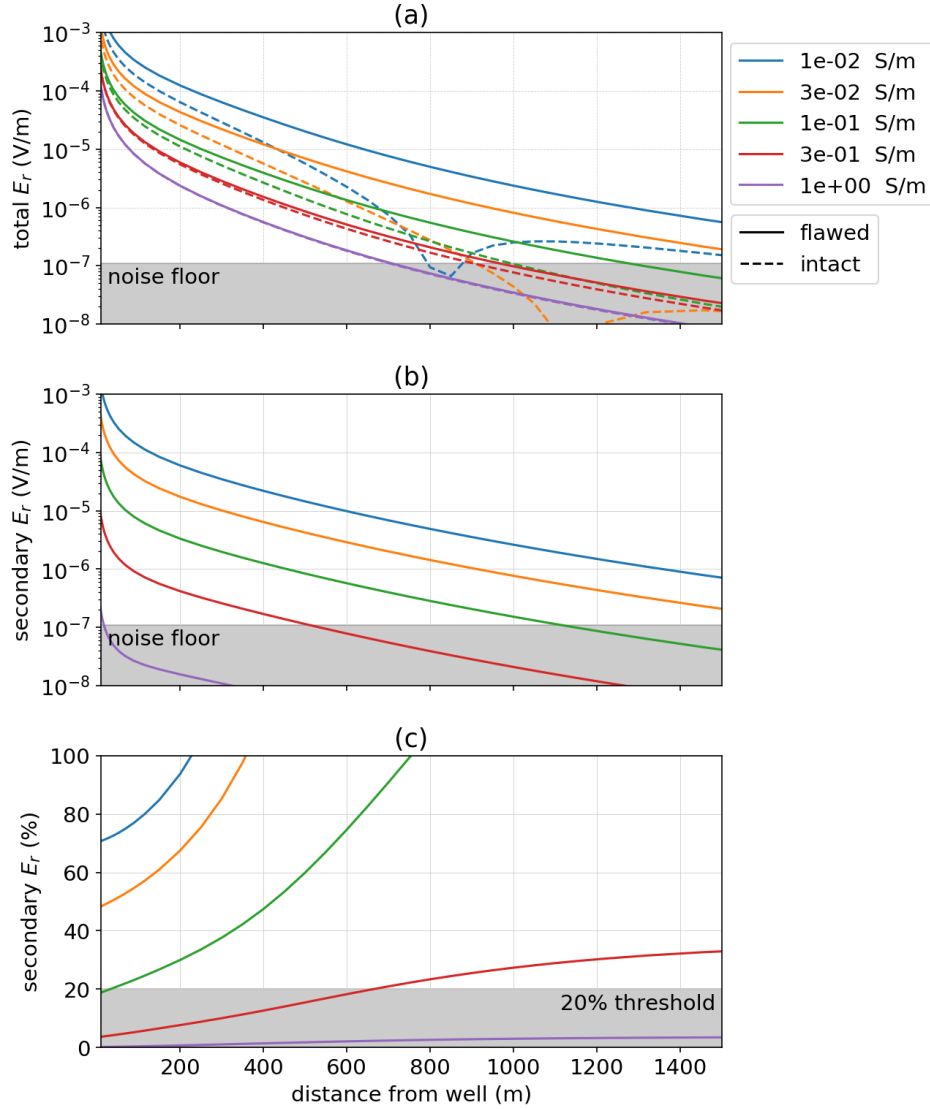 (a)
10⁻³
10⁻⁴
10⁻⁵
10⁻⁶
10⁻⁷
10⁻⁸
total Eᵣ (V/m)
noise floor
1e-02 S/m
3e-02 S/m
1e-01 S/m
3e-01 S/m
1e+00 S/m
flawed
intact
(b)
10⁻³
10⁻⁴
10⁻⁵
10⁻⁶
10⁻⁷
10⁻⁸
secondary Eᵣ (V/m)
noise floor
(c)
100
80
60
40
20
0
secondary Eᵣ (%)
20% threshold
200 400 600 800 1000 1200 1400
distance from well (m)